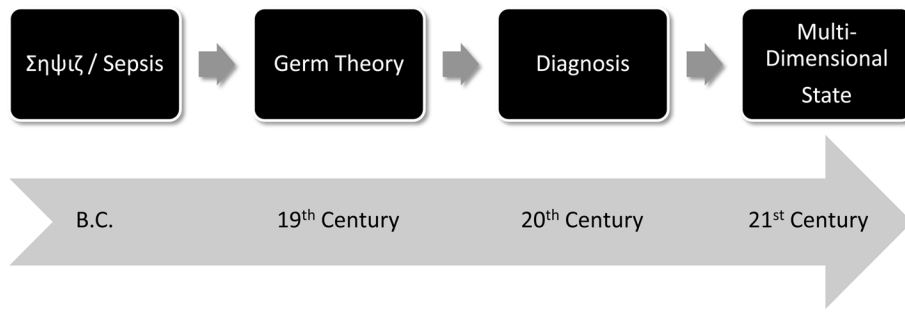 Σηψιζ / Sepsis
Germ Theory
Diagnosis
Multi-
Dimensional
State
B.C.
19th Century
20th Century
21st Century